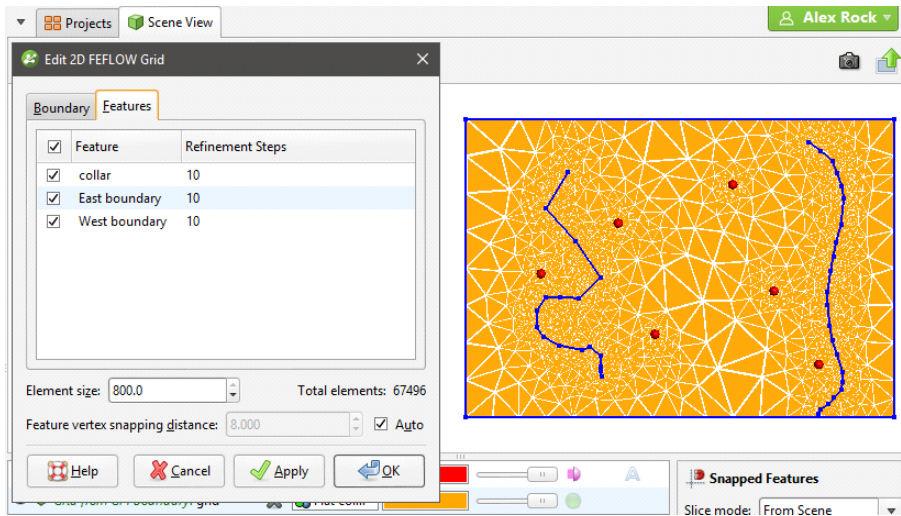 Projects
Scene View
Alex Rock
Edit 2D FEFLOW Grid
Boundary
Features
Feature
Refinement Steps
collar 10
East boundary 10
West boundary 10
Element size: 800.0
Total elements: 67496
Feature vertex snapping distance: 8.000
Auto
Help
Cancel
Apply
OK
Snapped Features
Slice mode: From Scene